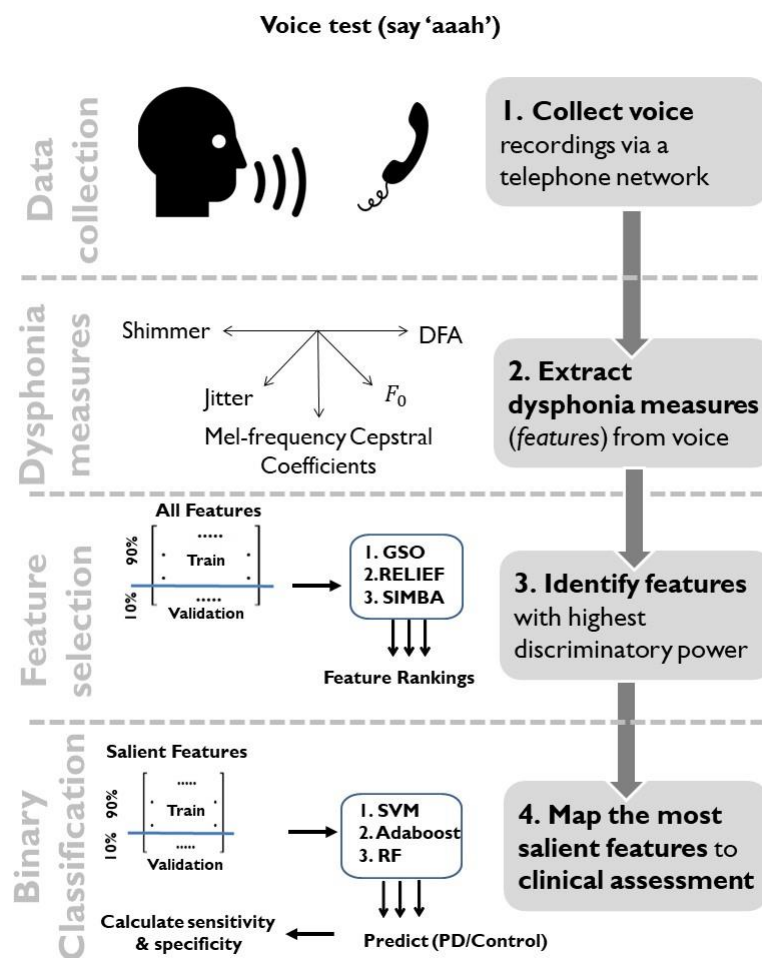 Voice test (say ‘aaah’)
Data
collection
1. Collect voice
recordings via a
telephone network
Dysphonia
measures
Shimmer
DFA
Jitter
F₀
Mel-frequency Cepstral
Coefficients
2. Extract
dysphonia measures
(features) from voice
Feature
selection
All Features
90%
.....
. .
Train
. .
10%
.....
Validation
1. GSO
2.RELIEF
3. SIMBA
Feature Rankings
3. Identify features
with highest
discriminatory power
Binary
Classification
Salient Features
90%
.....
. .
Train
. .
10%
.....
Validation
1. SVM
2. Adaboost
3. RF
Predict (PD/Control)
Calculate sensitivity
& specificity
4. Map the most
salient features to
clinical assessment